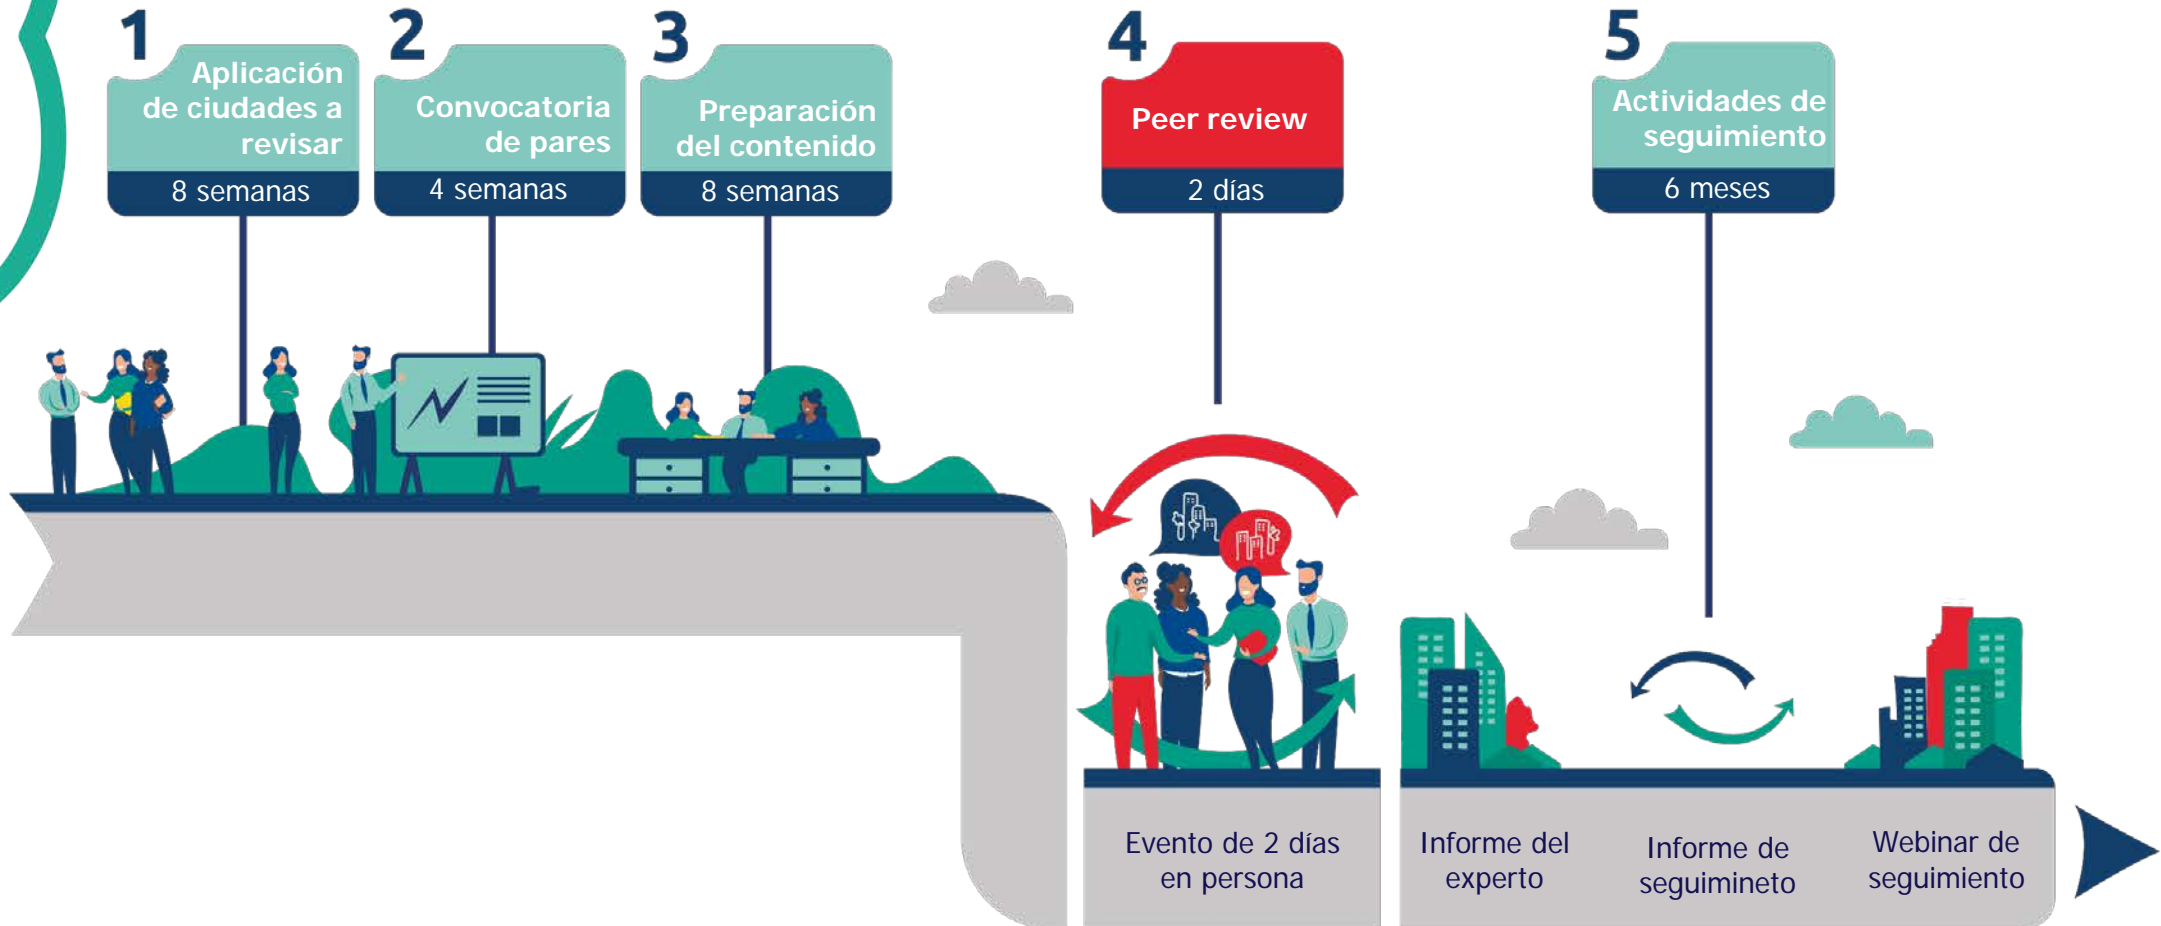 1
Aplicación
de ciudades a
revisar
8 semanas
2
Convocatoria
de pares
4 semanas
3
Preparación
del contenido
8 semanas
4
Peer review
2 días
5
Actividades de
seguimiento
6 meses
Evento de 2 días
en persona
Informe del
experto
Informe de
seguimineto
Webinar de
seguimiento